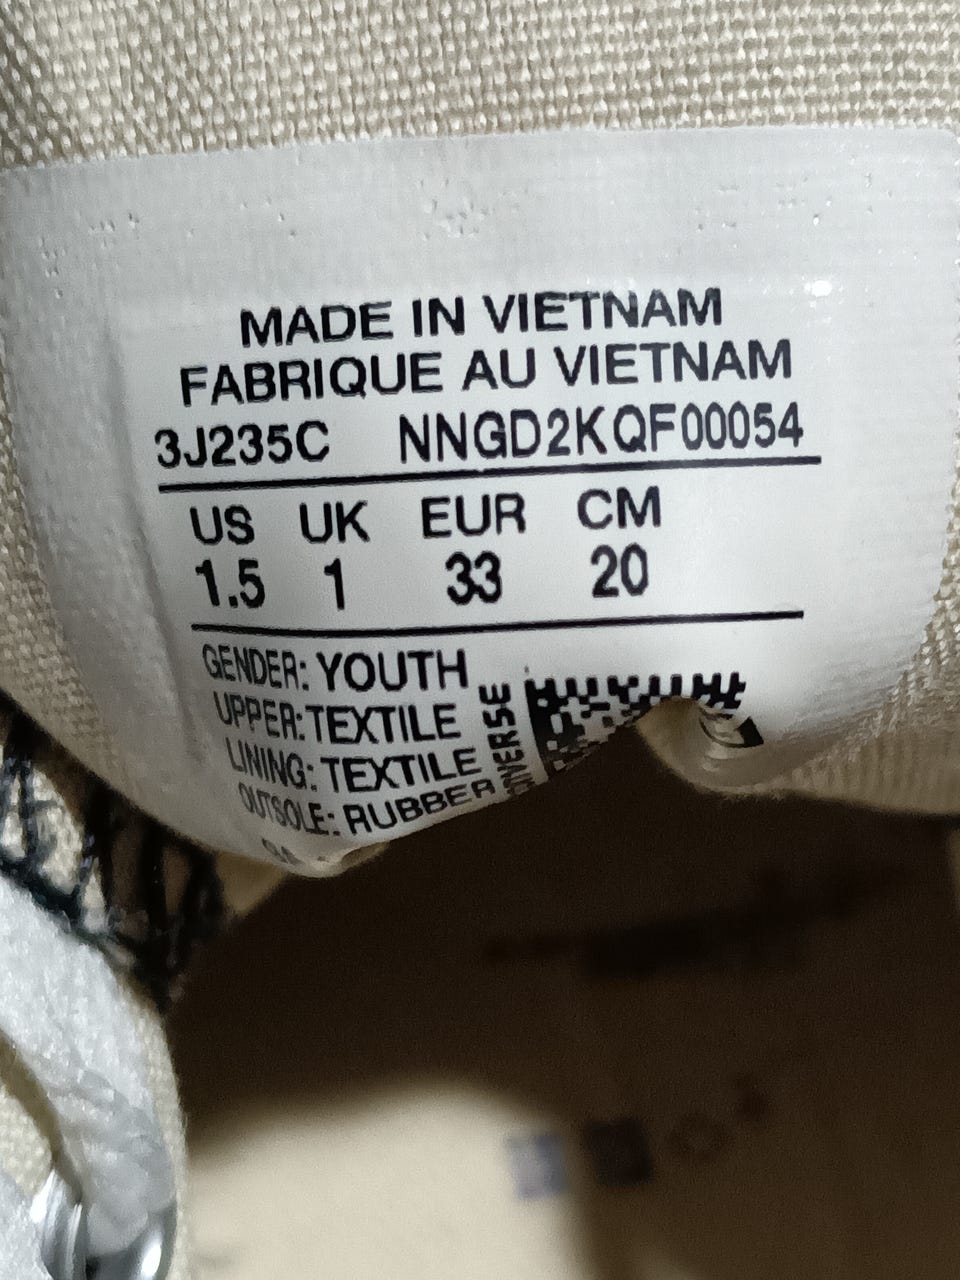 MADE IN VIETNAM
FABRIQUE AU VIETNAM
3J235C NNGD2KQF00054
US UK EUR CM
1.5 1 33 20
GENDER: YOUTH
UPPER: TEXTILE
LINING: TEXTILE
OUTSOLE: RUBBER
DIVERSE